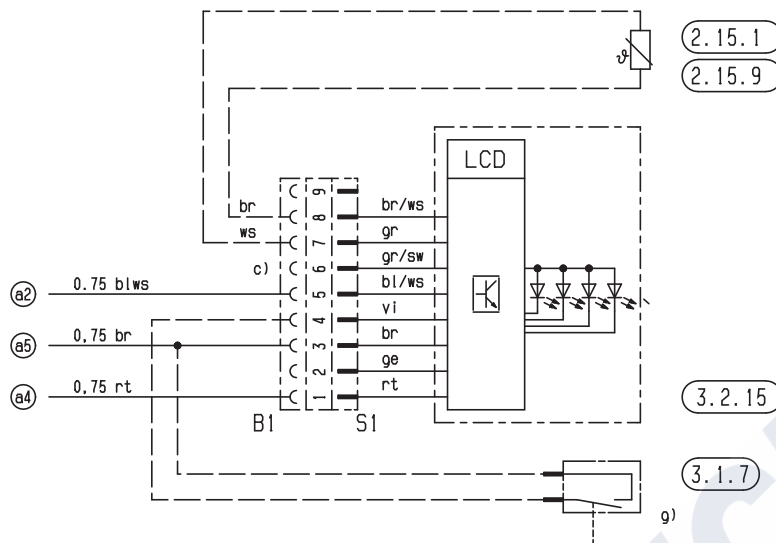 2.15.1
ϑ
2.15.9
LCD
9
br 8 br/ws
ws 7 gr
c) 6 gr/sw
a2 0.75 blws 5 bl/ws
4 vi
a5 0,75 br 3 br
2 ge
a4 0,75 rt 1 rt
3.2.15
B1 S1
3.1.7
g)